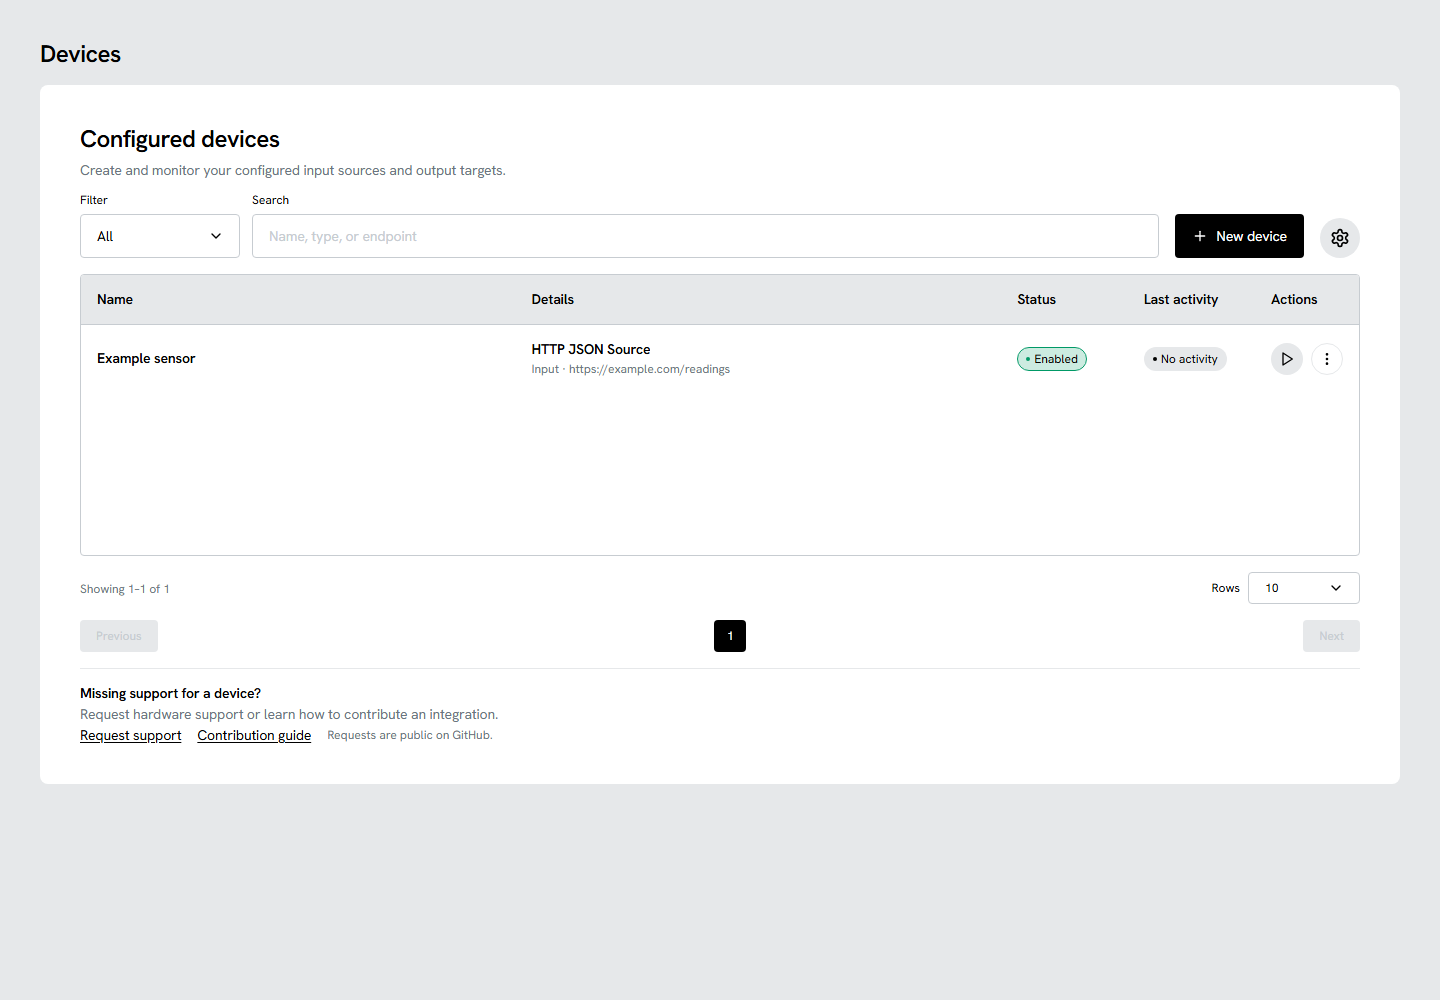 Devices
Configured devices
Create and monitor your configured input sources and output targets.
Filter
Search
All
Name, type, or endpoint
New device
Name
Details
Status
Last activity
Actions
Example sensor
HTTP JSON Source
Input · https://example.com/readings
Enabled
No activity
Showing 1–1 of 1
Rows
10
Previous
1
Next
Missing support for a device?
Request hardware support or learn how to contribute an integration.
Request support
Contribution guide
Requests are public on GitHub.